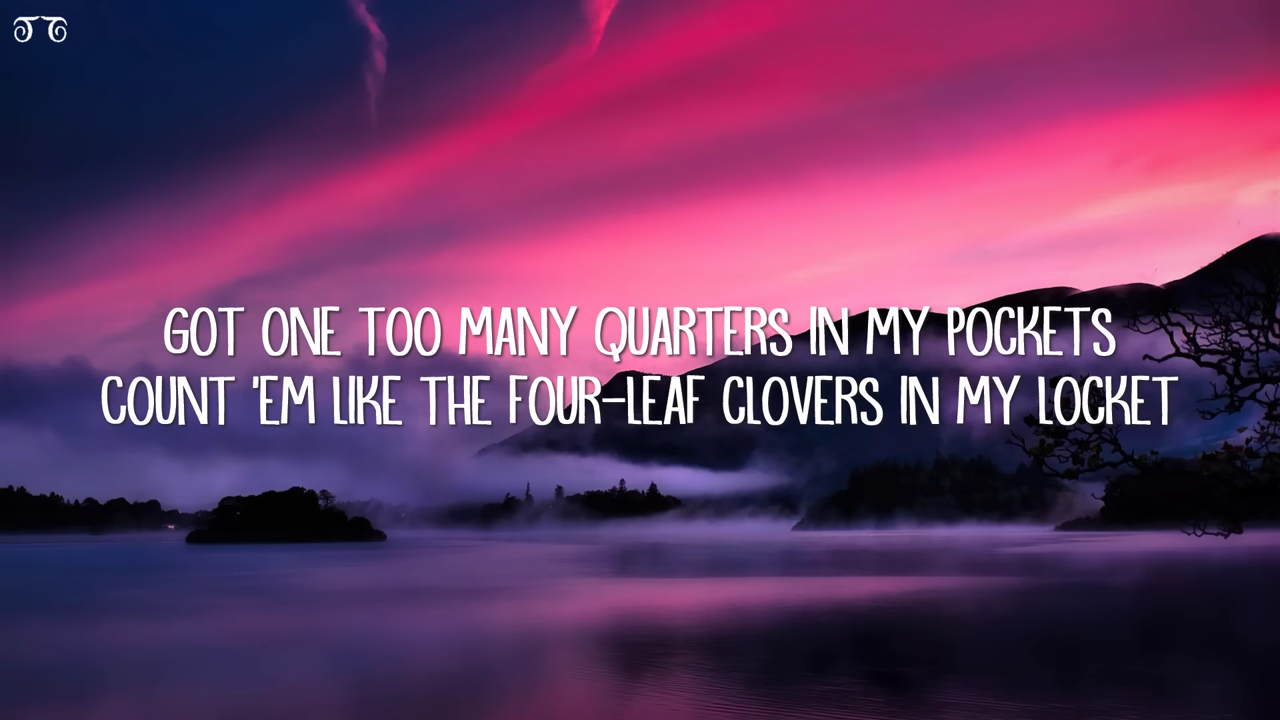 GOT ONE TOO MANY QUARTERS IN MY POCKETS
COUNT 'EM LIKE THE FOUR-LEAF CLOVERS IN MY LOCKET